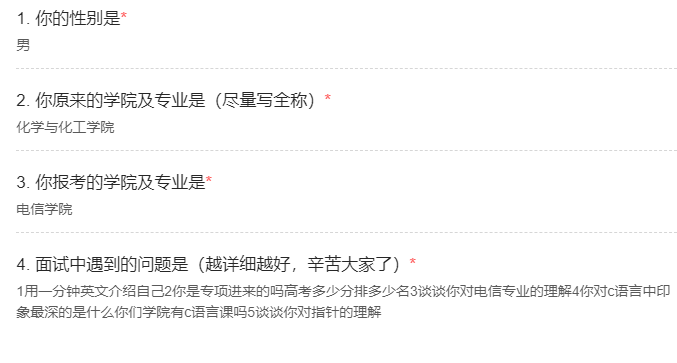 1. 你的性别是*
男
2. 你原来的学院及专业是（尽量写全称）*
化学与化工学院
3. 你报考的学院及专业是*
电信学院
4. 面试中遇到的问题是（越详细越好，辛苦大家了）*
1用一分钟英文介绍自己2你是专项进来的吗高考多少分排多少名3谈谈你对电信专业的理解4你对c语言中印
象最深的是什么你们学院有c语言课吗5谈谈你对指针的理解